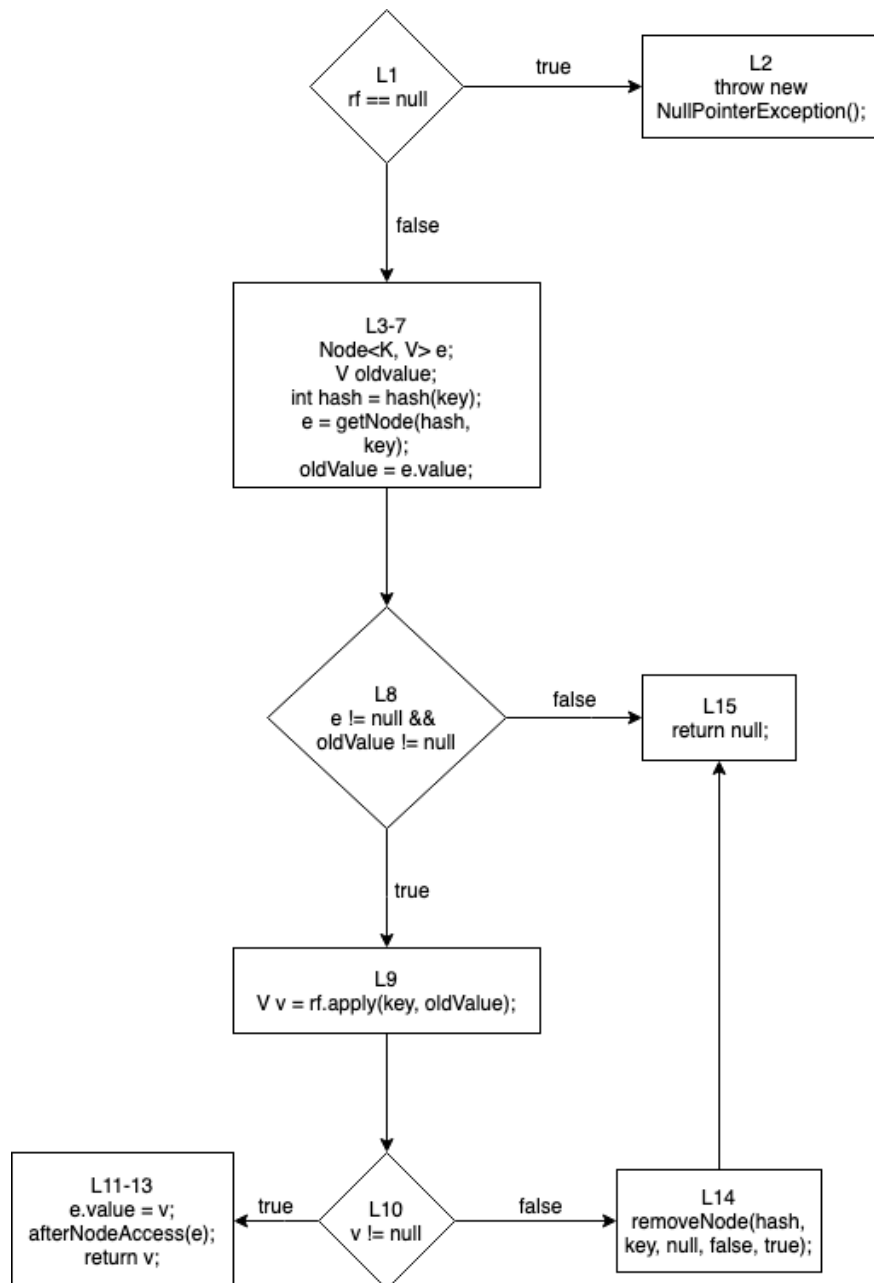 L1
rf == null
true
L2
throw new
NullPointerException();
false
L3-7
Node<K, V> e;
V oldvalue;
int hash = hash(key);
e = getNode(hash,
key);
oldValue = e.value;
L8
e != null &&
oldValue != null
false
L15
return null;
true
L9
V v = rf.apply(key, oldValue);
L11-13
e.value = v;
afterNodeAccess(e);
return v;
true
L10
v != null
false
L14
removeNode(hash,
key, null, false, true);